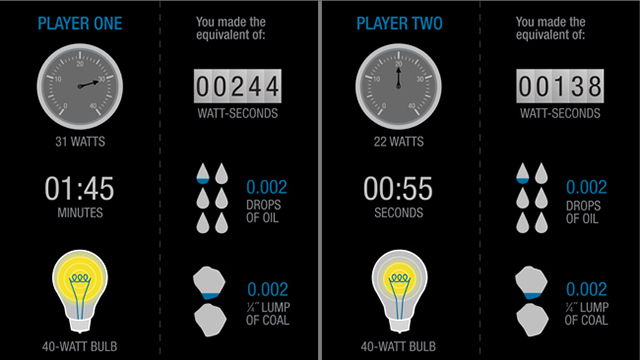 PLAYER ONE
You made the
equivalent of:
0
10
20
30
40
31 WATTS
00244
WATT-SECONDS
01:45
MINUTES
0.002
DROPS
OF OIL
40-WATT BULB
0.002
¼˝ LUMP
OF COAL
PLAYER TWO
You made the
equivalent of:
0
10
20
30
40
22 WATTS
00138
WATT-SECONDS
00:55
SECONDS
0.002
DROPS
OF OIL
40-WATT BULB
0.002
¼˝ LUMP
OF COAL